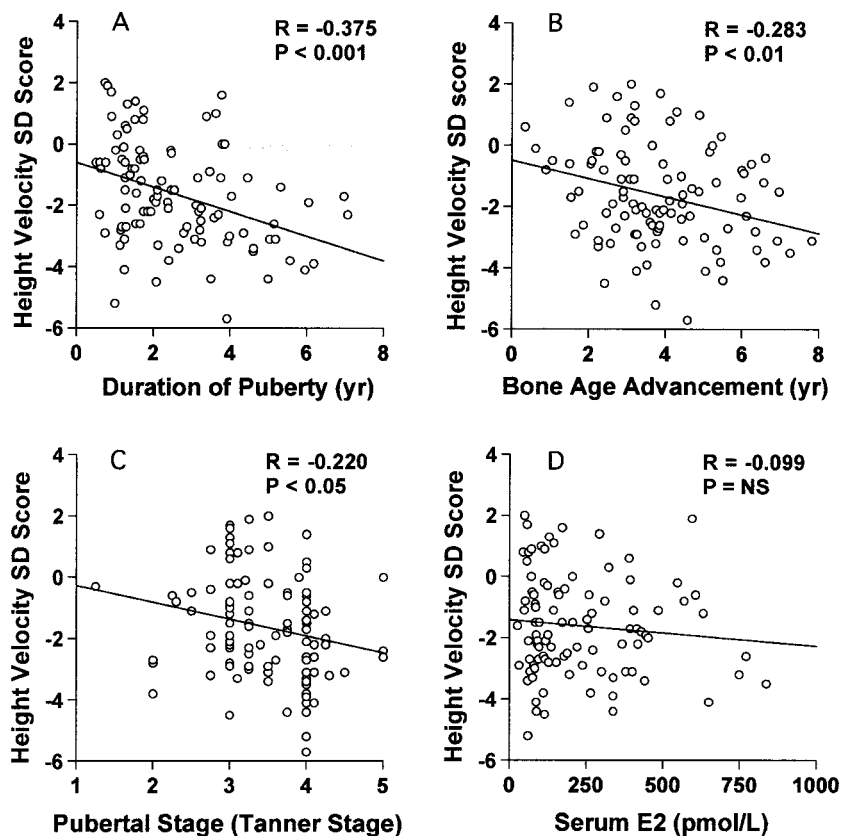 A
R = -0.375
P < 0.001
Height Velocity SD Score
4
2
0
-2
-4
-6
0
2
4
6
8
Duration of Puberty (yr)
B
R = -0.283
P < 0.01
Height Velocity SD score
4
2
0
-2
-4
-6
0
2
4
6
8
Bone Age Advancement (yr)
C
R = -0.220
P < 0.05
Height Velocity SD Score
4
2
0
-2
-4
-6
1
2
3
4
5
Pubertal Stage (Tanner Stage)
D
R = -0.099
P = NS
Height Velocity SD Score
4
2
0
-2
-4
-6
0
250
500
750
1000
Serum E2 (pmol/L)